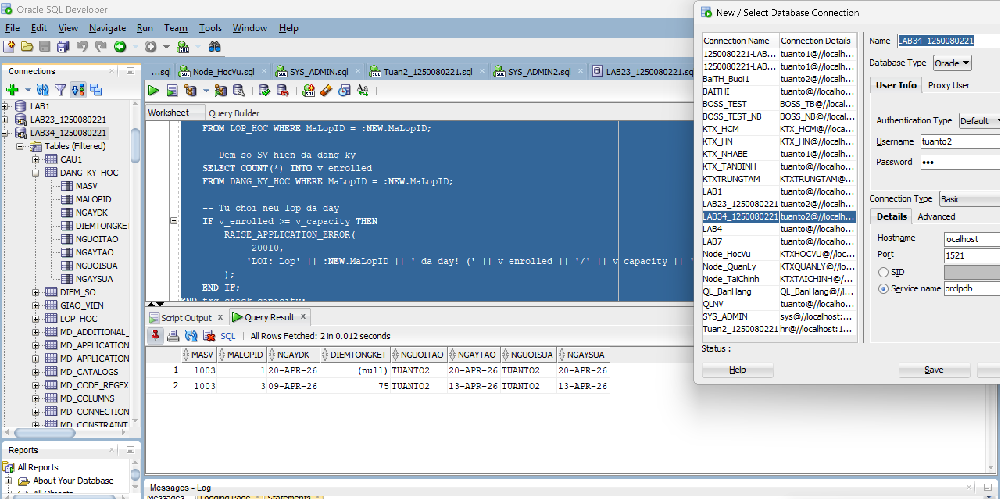 Oracle SQL Developer
File Edit View Navigate Run Team Tools Window Help
Connections
LAB1
LAB23_1250080221
LAB34_1250080221
Tables (Filtered)
CAU1
DANG_KY_HOC
MASV
MALOPID
NGAYDK
DIEMTONGKET
NGUOITAO
NGAYTAO
NGUOISUA
NGAYSUA
DIEM_SO
GIAO_VIEN
LOP_HOC
MD_ADDITIONAL_
MD_APPLICATION
MD_APPLICATION
MD_CATALOGS
MD_CODE_REGEX
MD_COLUMNS
MD_CONNECTION
MD_CONSTRAINT
Reports
All Reports
About Your Database
All Objects
...sql Node_HocVu.sql SYS_ADMIN.sql Tuan2_1250080221.sql SYS_ADMIN2.sql LAB23_1250080221.sq
Worksheet Query Builder
FROM LOP_HOC WHERE MaLopID = :NEW.MaLopID;
-- Dem so SV hien da dang ky
SELECT COUNT(*) INTO v_enrolled
FROM DANG_KY_HOC WHERE MaLopID = :NEW.MaLopID;
-- Tu choi neu lop da day
IF v_enrolled >= v_capacity THEN
RAISE_APPLICATION_ERROR(
-20010,
'LOI: Lop' || :NEW.MaLopID || ' da day! (' || v_enrolled || '/' || v_capacity || '
);
END IF;
END trg_check_capacity;
Script Output x Query Result x
SQL | All Rows Fetched: 2 in 0.012 seconds
MASV MALOPID NGAYDK DIEMTONGKET NGUOITAO NGAYTAO NGUOISUA NGAYSUA
1 1003 1 20-APR-26 (null) TUANTO2 20-APR-26 TUANTO2 20-APR-26
2 1003 3 09-APR-26 75 TUANTO2 13-APR-26 TUANTO2 13-APR-26
Messages - Log
Messages Logging Page Statements
New / Select Database Connection
Connection Name Connection Details
1250080221-LAB... tuanto1@//localh...
1250080221-LAB... tuanto1@//localh...
BaiTH_Buoi1 tuanto2@//localh...
BAITHI tuanto@//localho...
BOSS_TEST BOSS_TB@//local...
BOSS_TEST_NB BOSS_NB@//local...
KTX_HCM KTX_HCM@//loca...
KTX_HN KTX_HN@//localh...
KTX_NHABE tuanto1@//localh...
KTX_TANBINH tuanto@//localho...
KTXTRUNGTAM KTXTRUNGTAM@...
LAB1 tuanto@//localho...
LAB23_1250080221 tuanto2@//localh...
LAB34_1250080221 tuanto2@//localh...
LAB4 tuanto@//localho...
LAB7 tuanto@//localho...
Node_HocVu KTXHOCVU@//loc...
Node_QuanLy KTXQUANLY@//lo...
Node_TaiChinh KTXTAICHINH@/...
QL_BanHang QL_BanHang@//l...
QLNV tuanto@//localho...
SYS_ADMIN sys@//localhost:...
Tuan2_1250080221 hr@//localhost:1...
Status :
Help Save
Name LAB34_1250080221
Database Type Oracle
User Info Proxy User
Authentication Type Default
Username tuanto2
Password •••
Connection Type Basic
Details Advanced
Hostname localhost
Port 1521
SID
Service name orclpdb